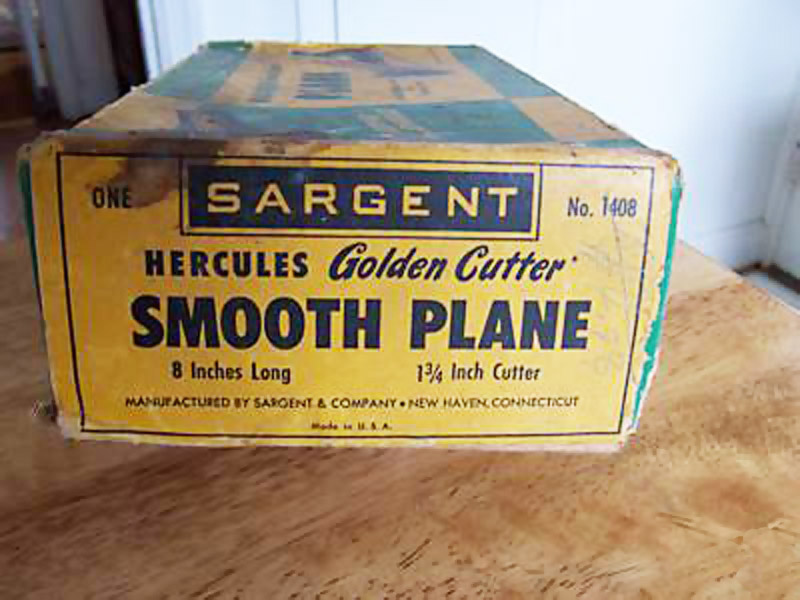 ONE SARGENT No. 1408
HERCULES Golden Cutter
SMOOTH PLANE
8 Inches Long 1¾ Inch Cutter
MANUFACTURED BY SARGENT & COMPANY • NEW HAVEN, CONNECTICUT
Made in U.S.A.